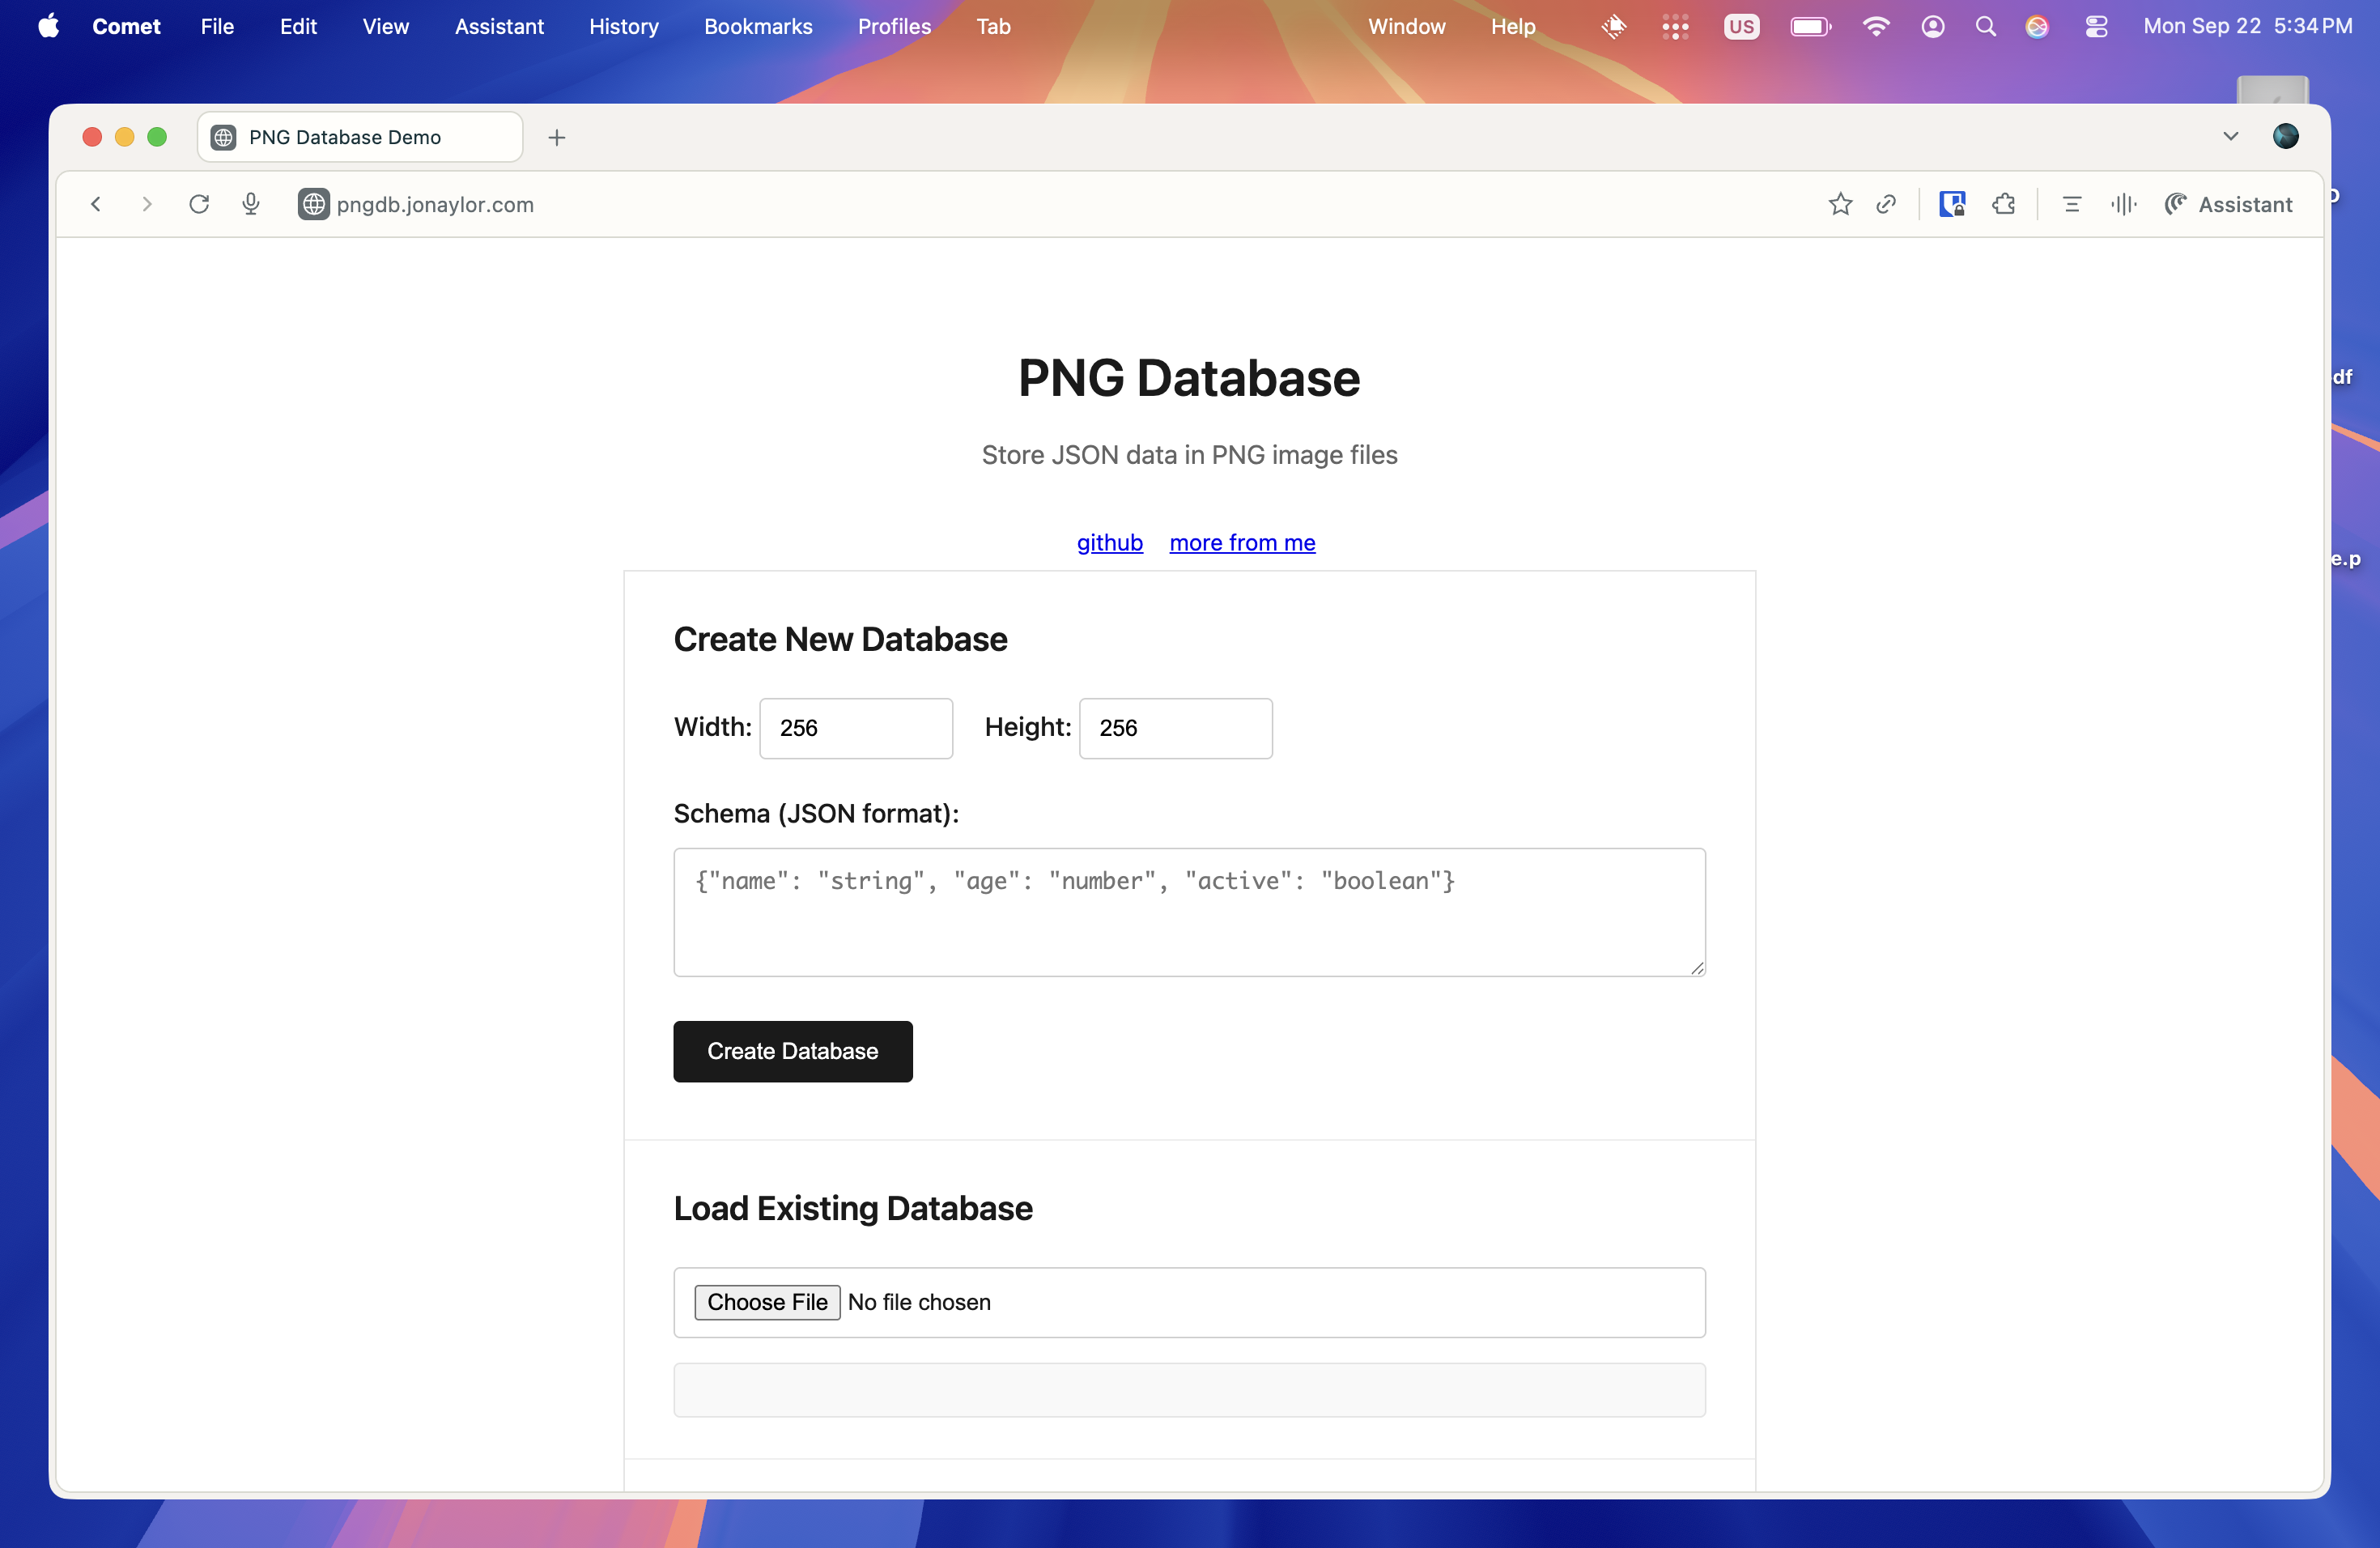 Comet File Edit View Assistant History Bookmarks Profiles Tab Window Help US Mon Sep 22 5:34 PM
PNG Database Demo
pngdb.jonaylor.com Assistant
PNG Database
Store JSON data in PNG image files
github more from me
Create New Database
Width: 256 Height: 256
Schema (JSON format):
{"name": "string", "age": "number", "active": "boolean"}
Create Database
Load Existing Database
Choose File No file chosen
df
e.p